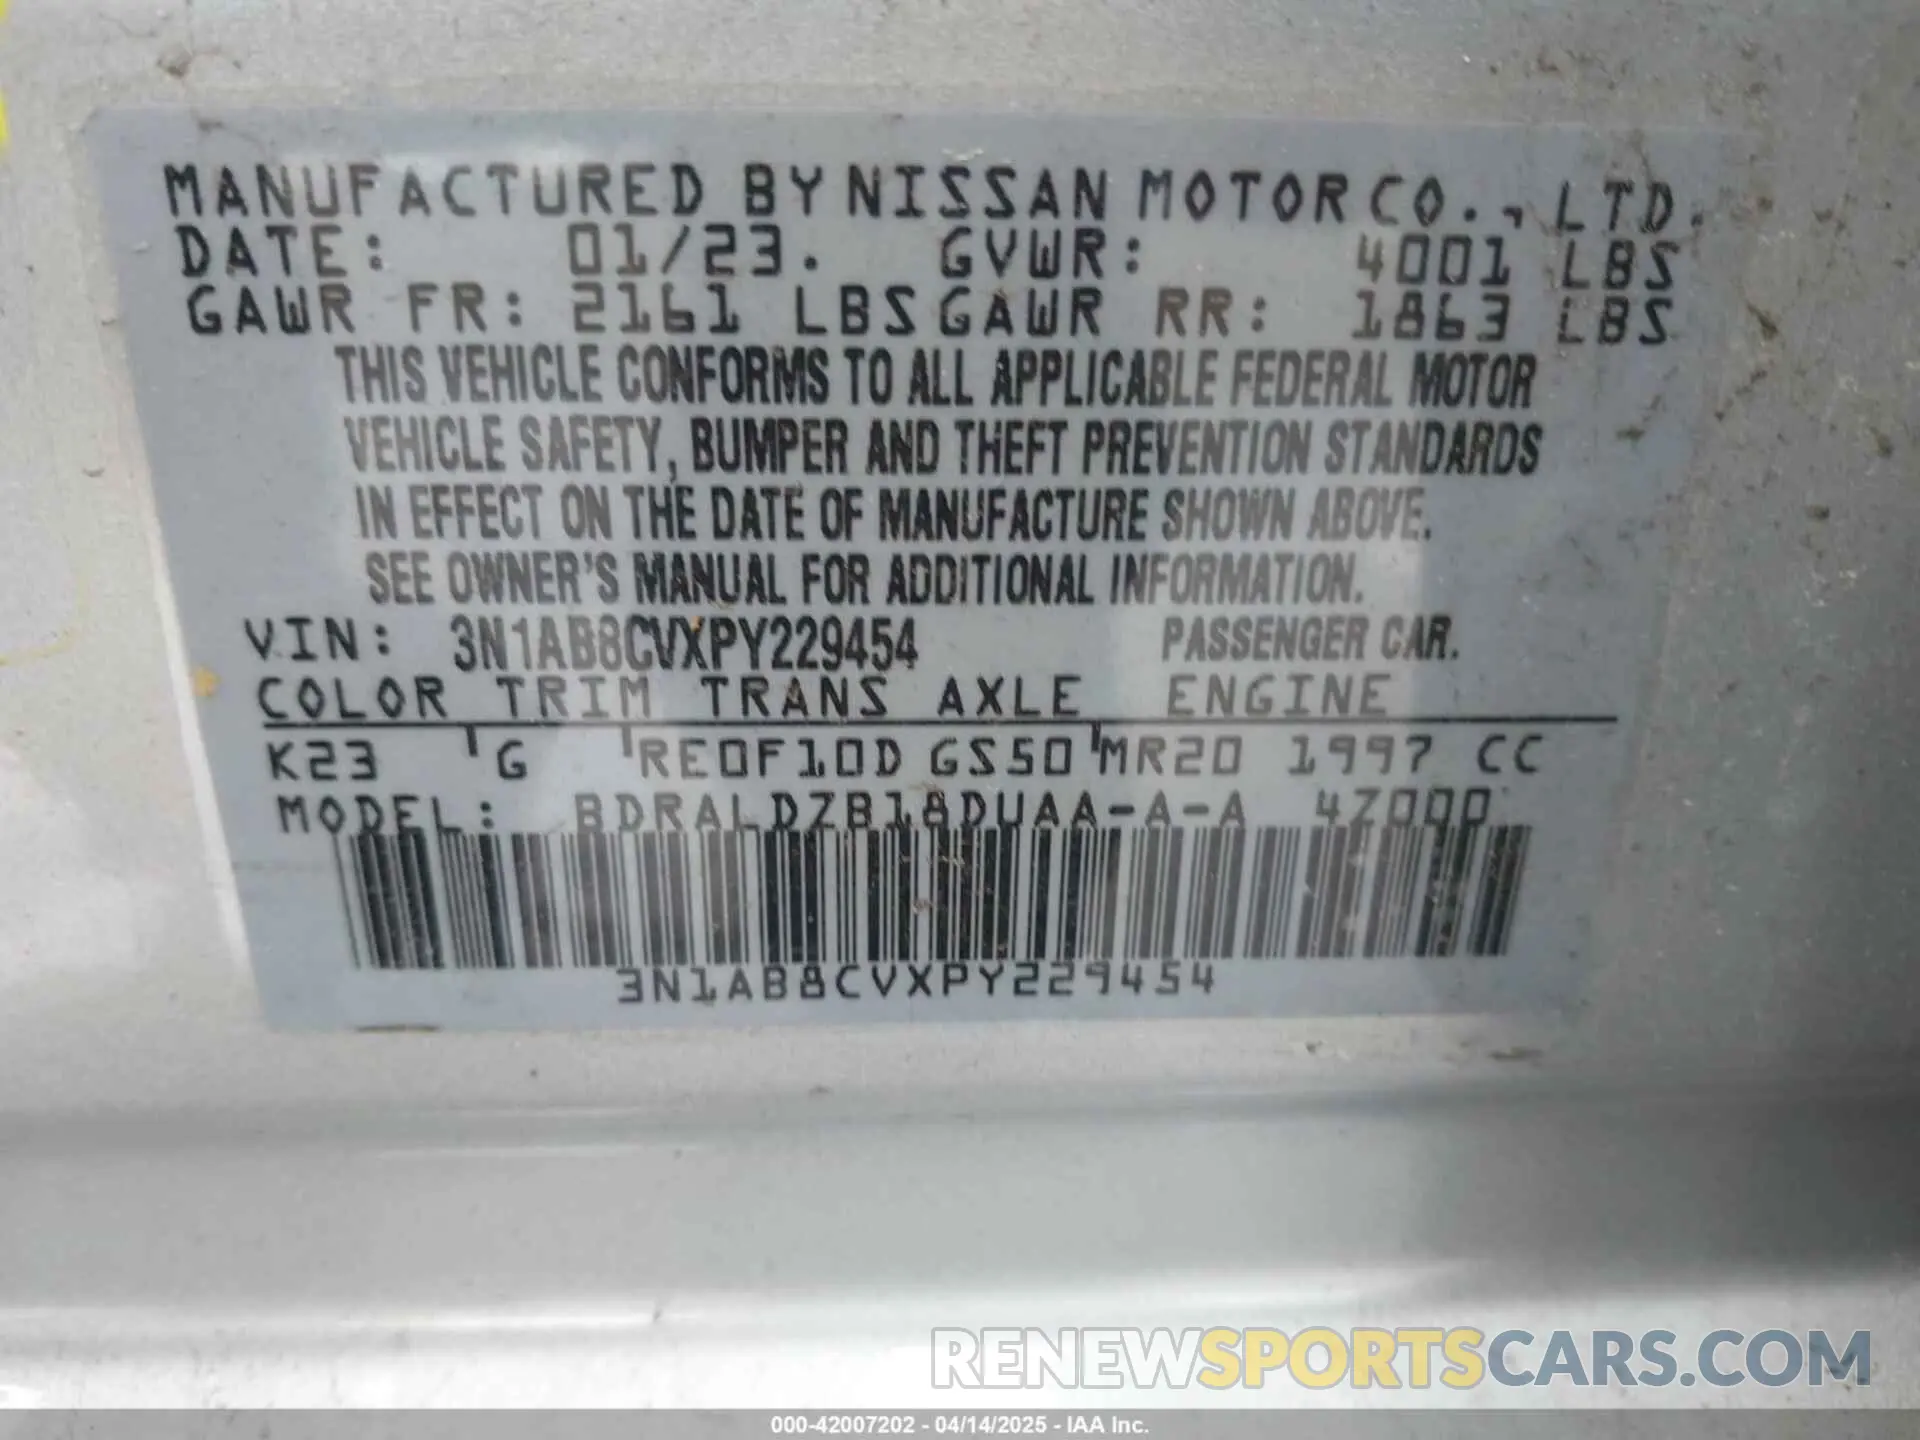 MANUFACTURED BY NISSAN MOTOR CO., LTD.
DATE: 01/23. GVWR: 4001 LBS
GAWR FR: 2161 LBS GAWR RR: 1863 LBS
THIS VEHICLE CONFORMS TO ALL APPLICABLE FEDERAL MOTOR
VEHICLE SAFETY, BUMPER AND THEFT PREVENTION STANDARDS
IN EFFECT ON THE DATE OF MANUFACTURE SHOWN ABOVE.
SEE OWNER'S MANUAL FOR ADDITIONAL INFORMATION.
VIN: 3N1AB8CVXPY229454 PASSENGER CAR.
COLOR TRIM TRANS AXLE ENGINE
K23 G RE0F10D GS50 MR20 1997 CC
MODEL: BDRALDZB18DUAA-A-A 4Z000
3N1AB8CVXPY229454
RENEWSPORTSCARS.COM
000-42007202 - 04/14/2025 - IAA Inc.